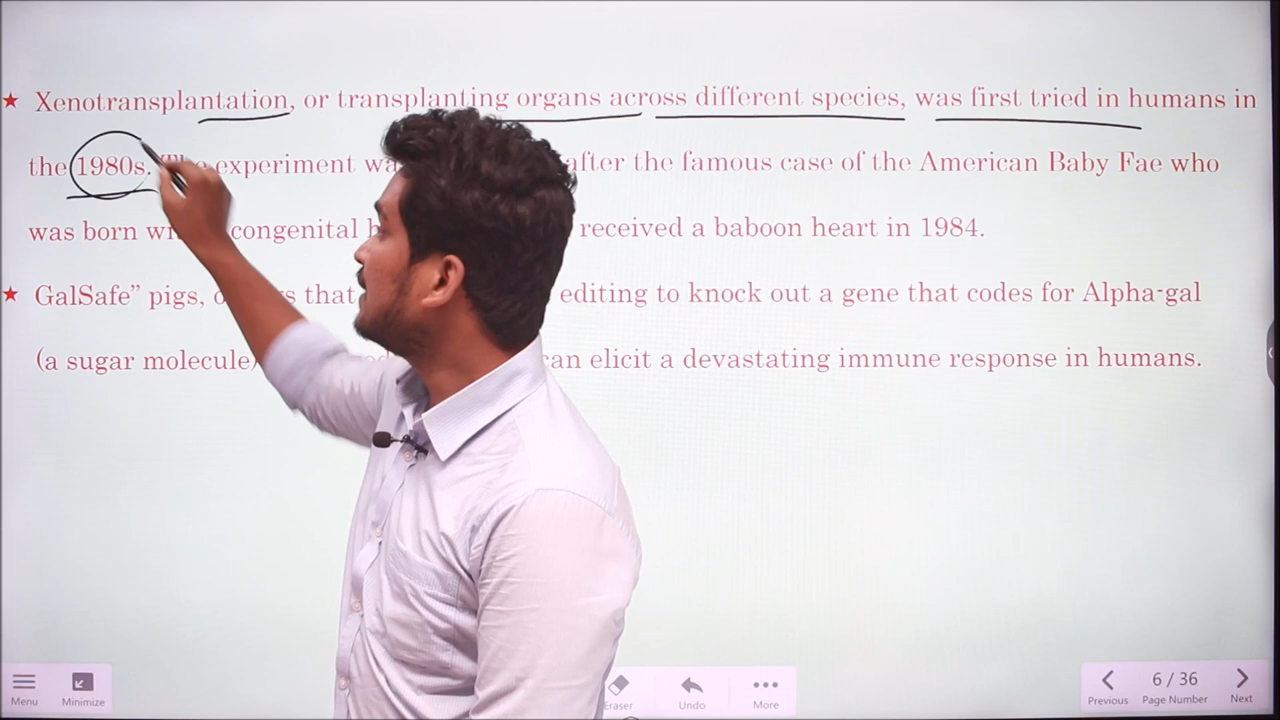 ★ Xenotransplantation, or transplanting organs across different species, was first tried in humans in
the 1980s. The experiment wa after the famous case of the American Baby Fae who
was born congenital received a baboon heart in 1984.
★ GalSafe” pigs, that editing to knock out a gene that codes for Alpha-gal
(a sugar molecule) can elicit a devastating immune response in humans.
Menu Minimize Eraser Undo More Previous 6 / 36 Page Number Next